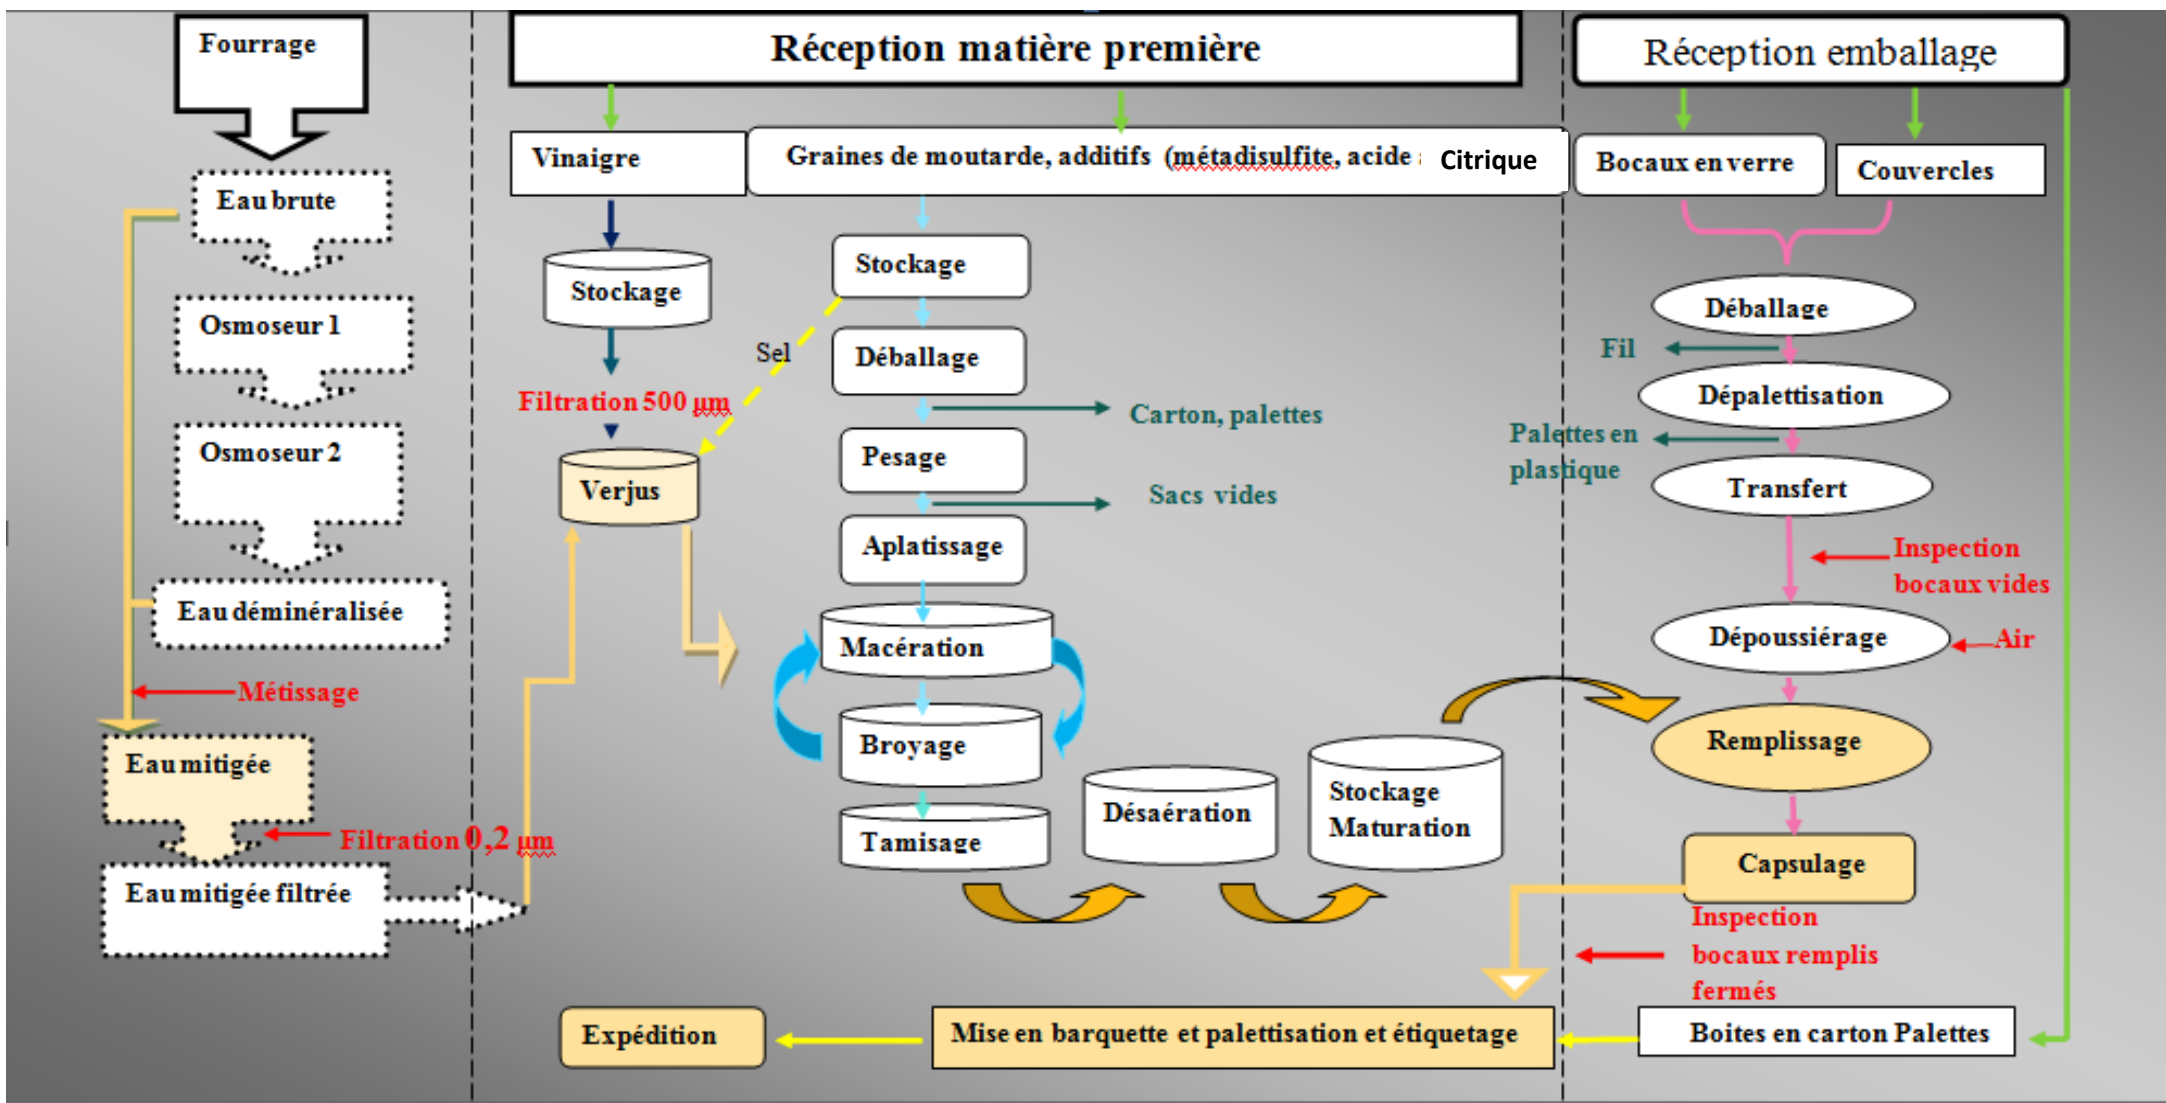 Fourrage
Eau brute
Osmoseur 1
Osmoseur 2
Eau déminéralisée
Métissage
Eau mitigée
Filtration 0,2 µm
Eau mitigée filtrée
Réception matière première
Vinaigre
Graines de moutarde, additifs (métadisulfite, acide Citrique
Stockage
Filtration 500 µm
Verjus
Sel
Stockage
Déballage
Carton, palettes
Pesage
Sacs vides
Aplatissage
Macération
Broyage
Tamisage
Désaération
Stockage
Maturation
Réception emballage
Bocaux en verre
Couvercles
Déballage
Fil
Dépalettisation
Palettes en
plastique
Transfert
Inspection
bocaux vides
Dépoussiérage
Air
Remplissage
Capsulage
Inspection
bocaux remplis
fermés
Boites en carton Palettes
Mise en barquette et palettisation et étiquetage
Expédition